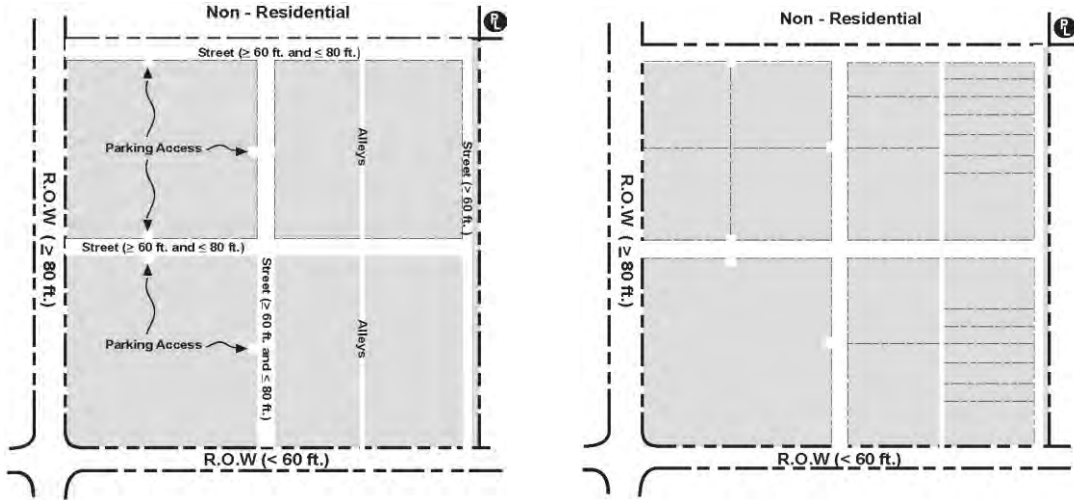 Non - Residential
PL
Street (≥ 60 ft. and ≤ 80 ft.)
Parking Access
Alleys
Street (≥ 60 ft.)
R.O.W (≥ 80 ft.)
Street (≥ 60 ft. and ≤ 80 ft.)
Street (≥ 60 ft. and ≤ 80 ft.)
Parking Access
Alleys
R.O.W (< 60 ft.)
Non - Residential
PL
R.O.W (≥ 80 ft.)
R.O.W (< 60 ft.)